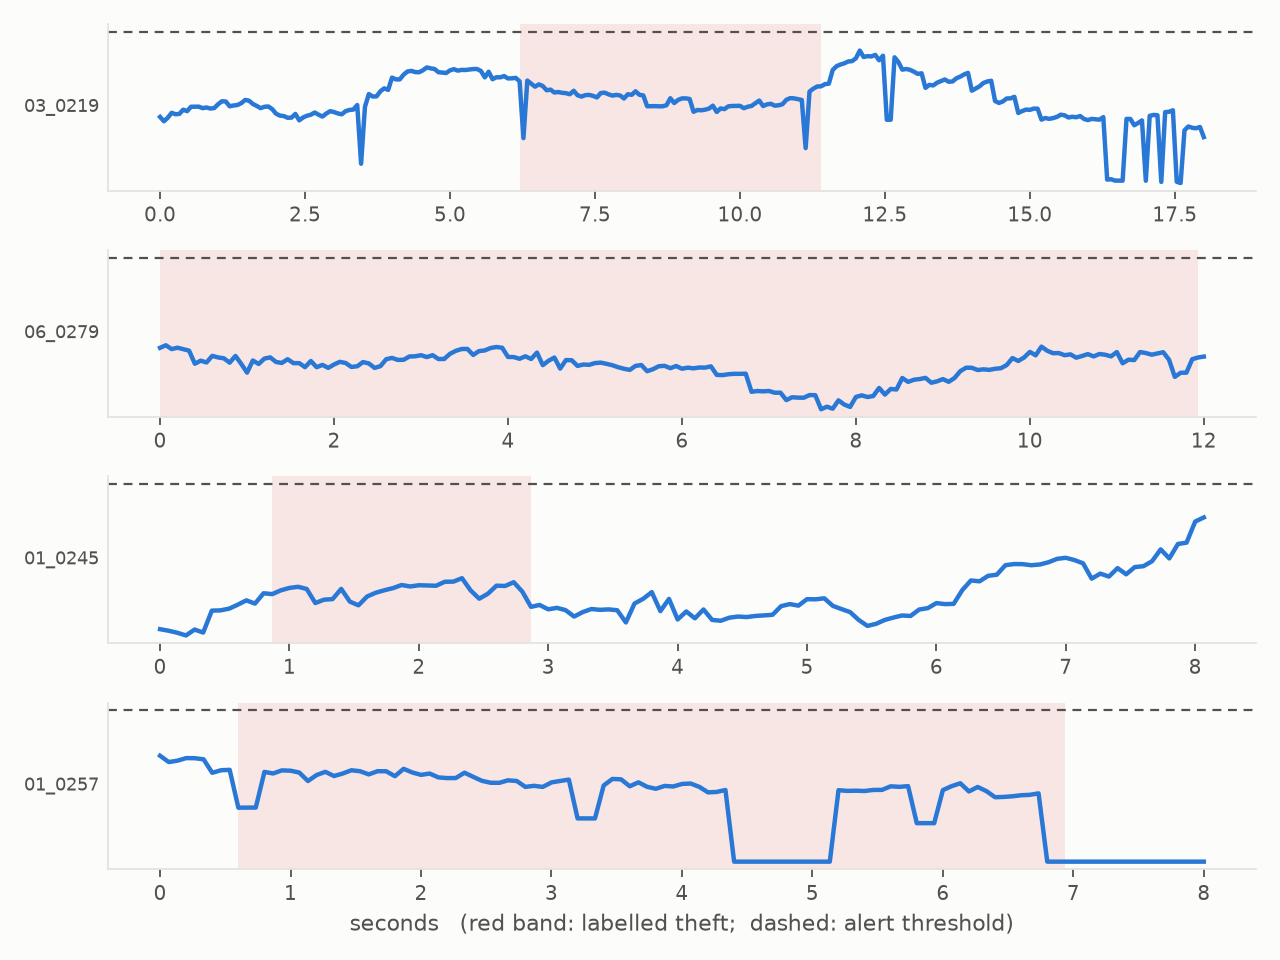 03_0219
0.0 2.5 5.0 7.5 10.0 12.5 15.0 17.5
06_0279
0 2 4 6 8 10 12
01_0245
0 1 2 3 4 5 6 7 8
01_0257
0 1 2 3 4 5 6 7 8
seconds (red band: labelled theft; dashed: alert threshold)